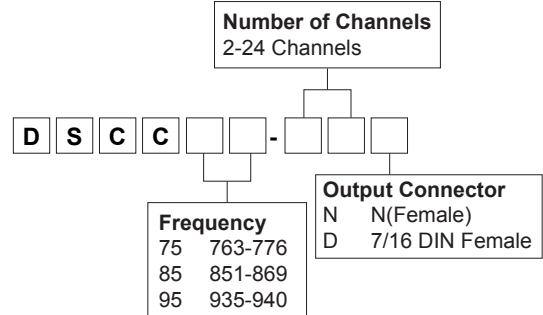 Number of Channels
2-24 Channels
D S C C -
Output Connector
N N(Female)
D 7/16 DIN Female
Frequency
75 763-776
85 851-869
95 935-940